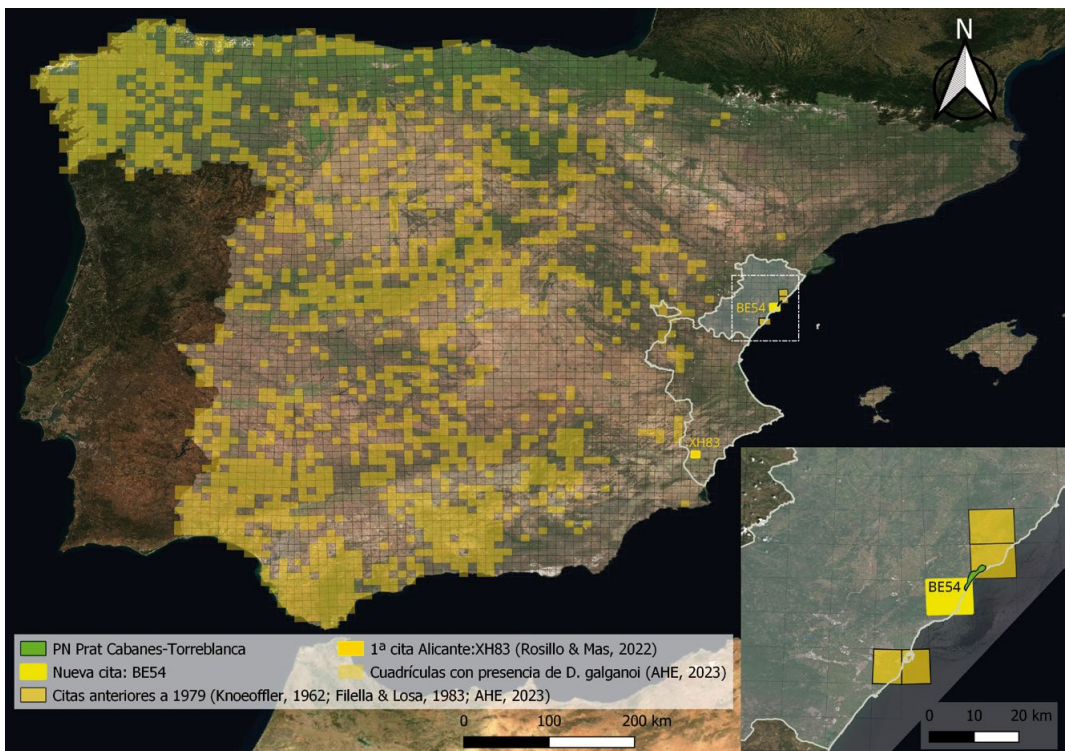 N
BE54
XH83
BE54
PN Prat Cabanes-Torreblanca
Nueva cita: BE54
Citas anteriores a 1979 (Knoeffler, 1962; Filella & Losa, 1983; AHE, 2023)
1ª cita Alicante:XH83 (Rosillo & Mas, 2022)
Cuadrículas con presencia de D. galganoi (AHE, 2023)
0 100 200 km
0 10 20 km